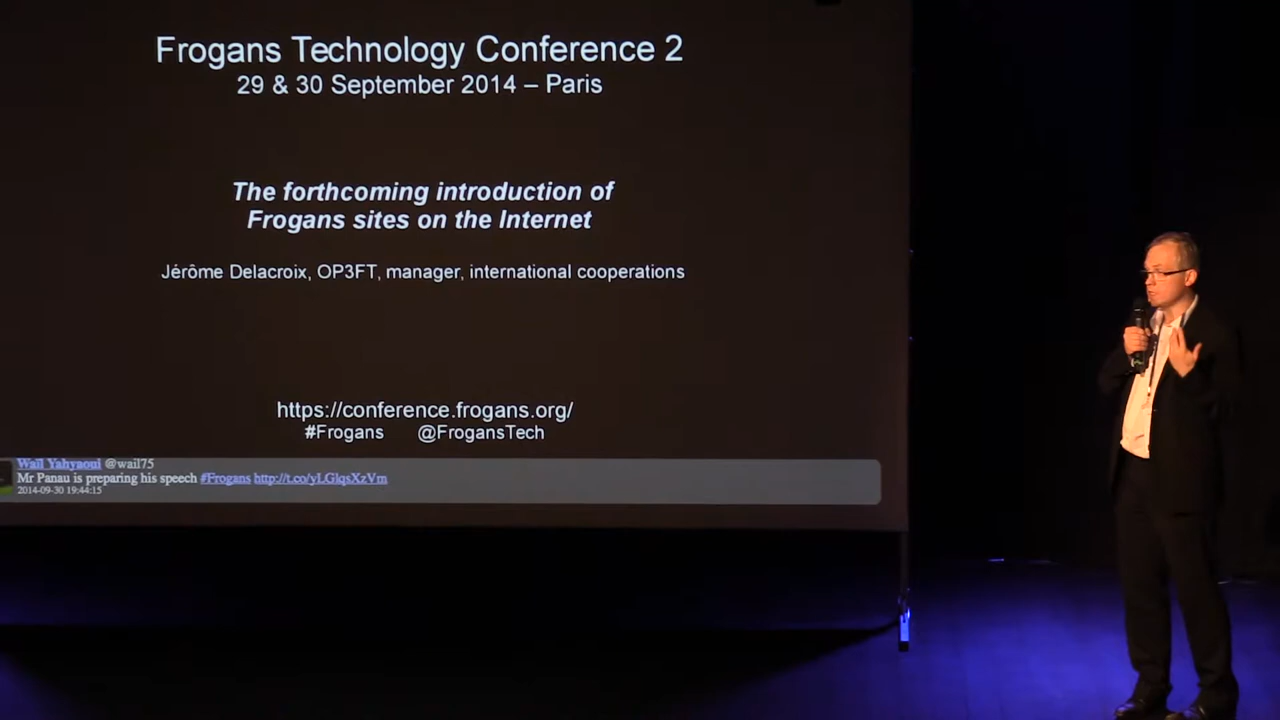 Frogans Technology Conference 2
29 & 30 September 2014 – Paris
The forthcoming introduction of
Frogans sites on the Internet
Jérôme Delacroix, OP3FT, manager, international cooperations
https://conference.frogans.org/
#Frogans @FrogansTech
Wail Yahyaoui @wail75
Mr Panau is preparing his speech #Frogans http://t.co/yLGlqsXzVm
2014-09-30 19:44:15